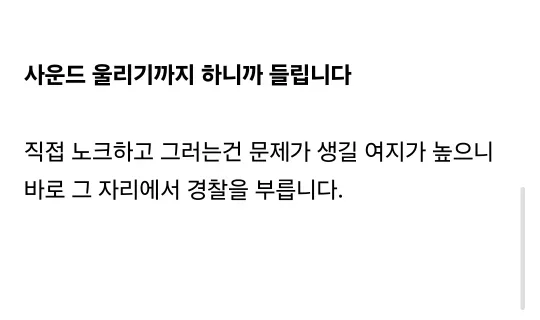 사운드 울리기까지 하니까 들립니다
직접 노크하고 그러는건 문제가 생길 여지가 높으니
바로 그 자리에서 경찰을 부릅니다.